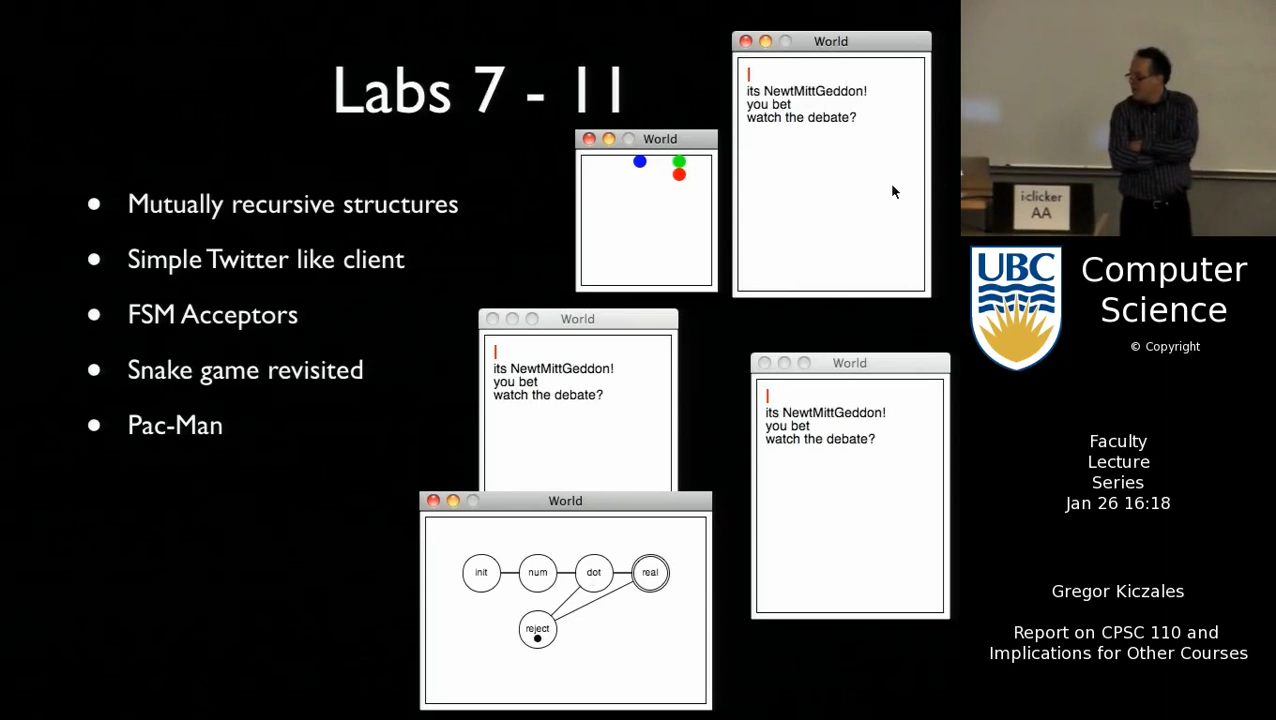 Labs 7 - 11
Mutually recursive structures
Simple Twitter like client
FSM Acceptors
Snake game revisited
Pac-Man
World
World
its NewtMittGeddon!
you bet
watch the debate?
World
its NewtMittGeddon!
you bet
watch the debate?
World
its NewtMittGeddon!
you bet
watch the debate?
World
init
num
dot
real
reject
i-clicker
AA
UBC
Computer
Science
© Copyright
Faculty
Lecture
Series
Jan 26 16:18
Gregor Kiczales
Report on CPSC 110 and
Implications for Other Courses